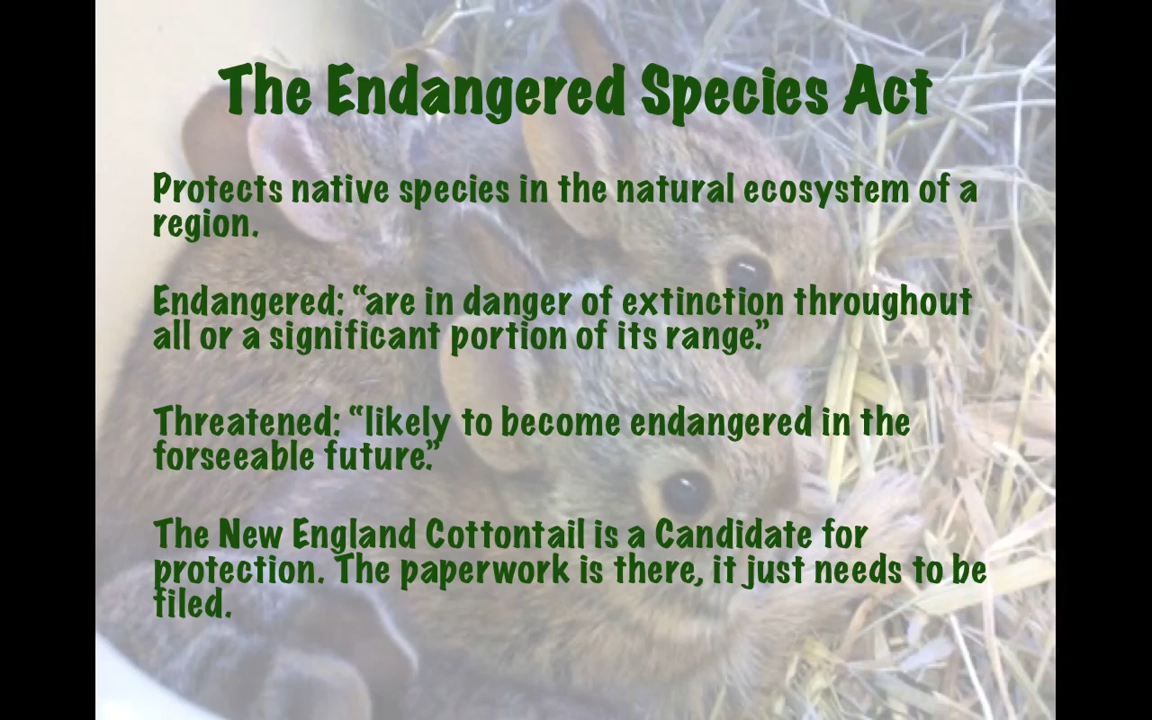 The Endangered Species Act
Protects native species in the natural ecosystem of a
region.
Endangered: “are in danger of extinction throughout
all or a significant portion of its range.”
Threatened: “likely to become endangered in the
forseeable future.”
The New England Cottontail is a Candidate for
protection. The paperwork is there, it just needs to be
filed.